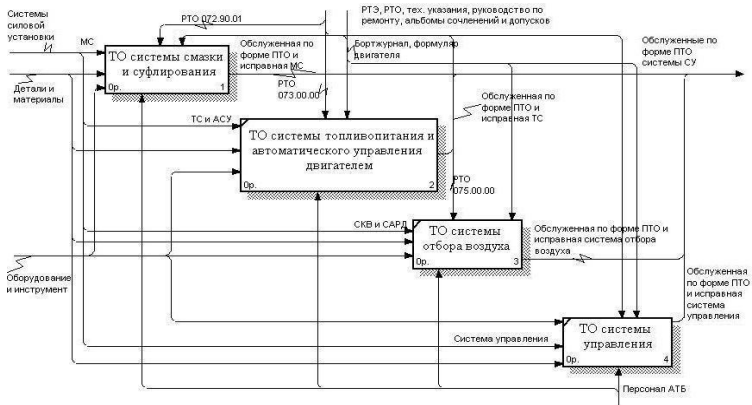 Системы
силовой
установки
МС
РТО 072.90.01
РТЭ, РТО, тех. указания, руководство по
ремонту, альбомы сочленений и допусков
Бортжурнал, формуляр
двигателя
Обслуженная по
форме ПТО и
исправная МС
Обслуженные по
форме ПТО
системы СУ
ТО системы смазки
и суфлирования
0р.
1
Детали и
материалы
РТО
073.00.00
Обслуженная по
форме ПТО и
исправная ТС
ТС и АСУ
ТО системы топливопитания и
автоматического управления
двигателем
0р.
2
РТО
075.00.00
СКВ и САРД
ТО системы
отбора воздуха
0р.
3
Обслуженная по форме ПТО и
исправная система отбора
воздуха
Оборудование
и инструмент
Обслуженная
по форме ПТО
и исправная
система
управления
Система управления
ТО системы
управления
0р.
4
Персонал АТБ